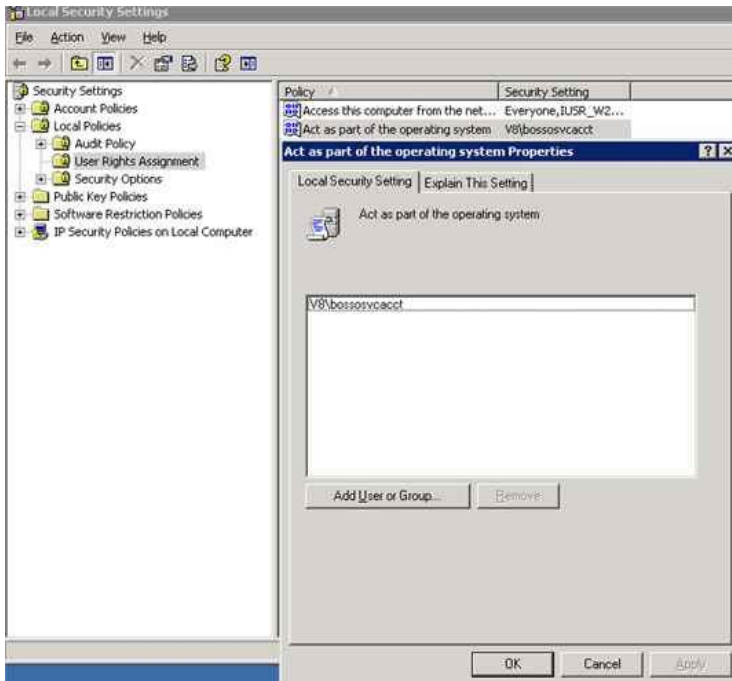 Local Security Settings
File Action View Help
Security Settings
Account Policies
Local Policies
Audit Policy
User Rights Assignment
Security Options
Public Key Policies
Software Restriction Policies
IP Security Policies on Local Computer
Policy Security Setting
Access this computer from the net... Everyone,IUSR_W2...
Act as part of the operating system V8\bossosvcacct
Act as part of the operating system Properties
Local Security Setting Explain This Setting
Act as part of the operating system
V8\bossosvcacct
Add User or Group... Remove
OK Cancel Apply